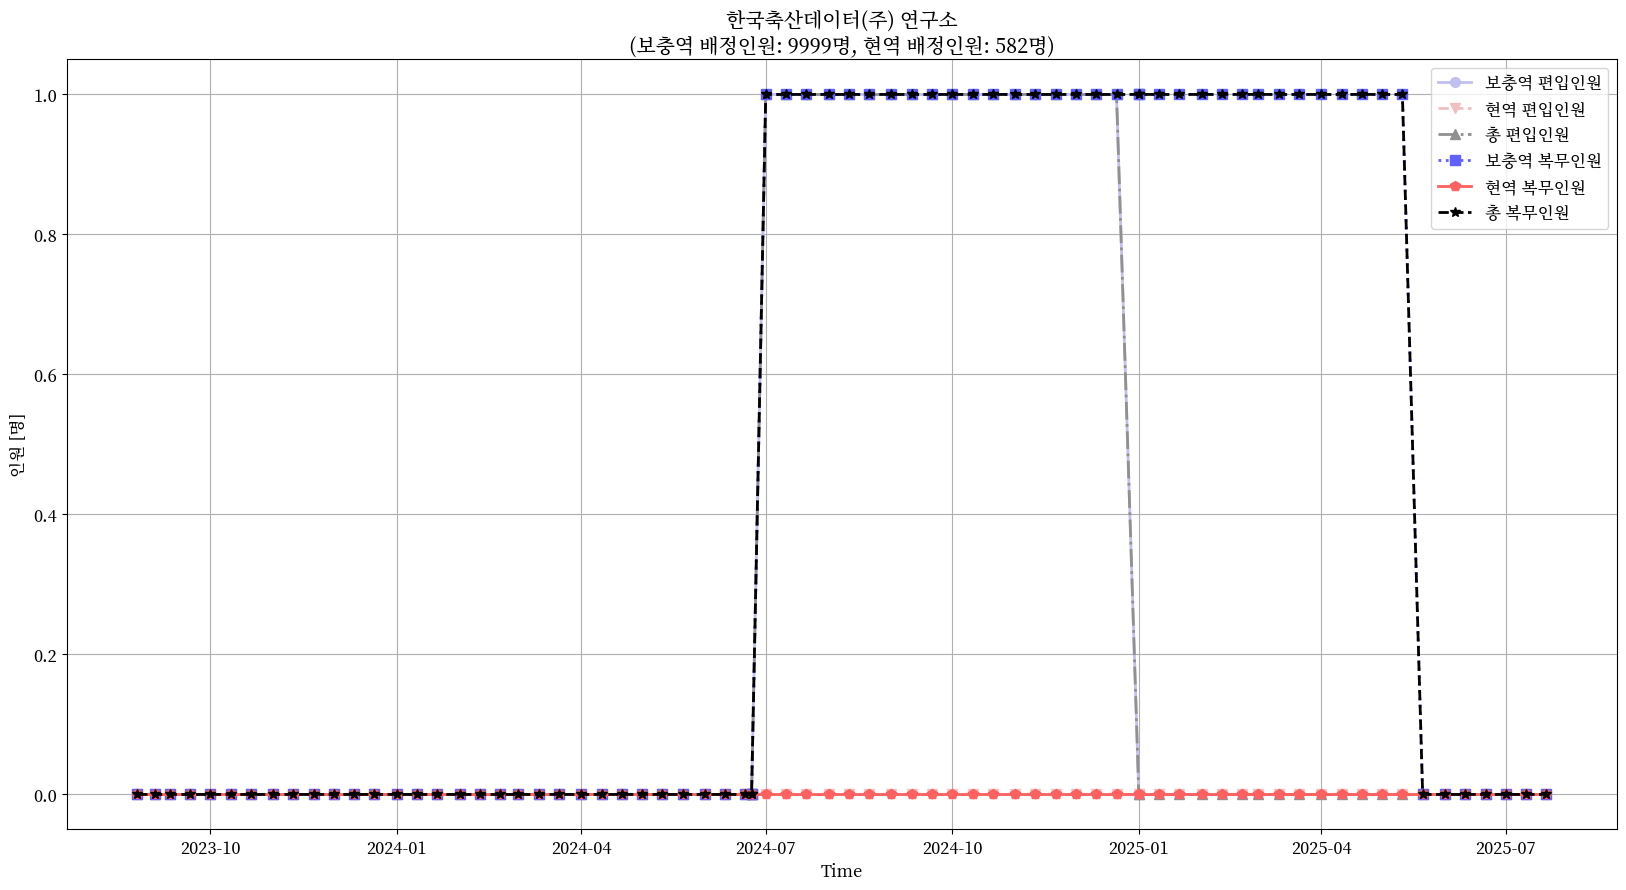 한국축산데이터(주) 연구소
(보충역 배정인원: 9999명, 현역 배정인원: 582명)
보충역 편입인원
현역 편입인원
총 편입인원
보충역 복무인원
현역 복무인원
총 복무인원
인원 [명]
1.0
0.8
0.6
0.4
0.2
0.0
2023-10
2024-01
2024-04
2024-07
2024-10
2025-01
2025-04
2025-07
Time